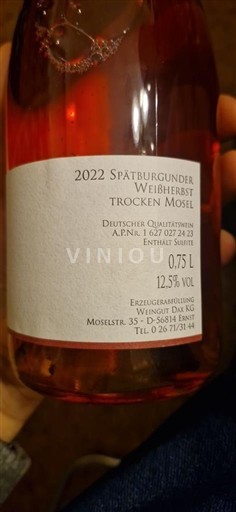 2022 Spätburgunder
Weißherbst
trocken Mosel
Deutscher Qualitätswein
A.P.Nr. 1 627 027 24 23
Enthält Sulfite
VINIOU
0.75 L
12.5% vol
Erzeugerabfüllung
Weingut Dax KG
Moselstr. 35 - D-56814 Ernst
Tel. 0 26 71/31 44